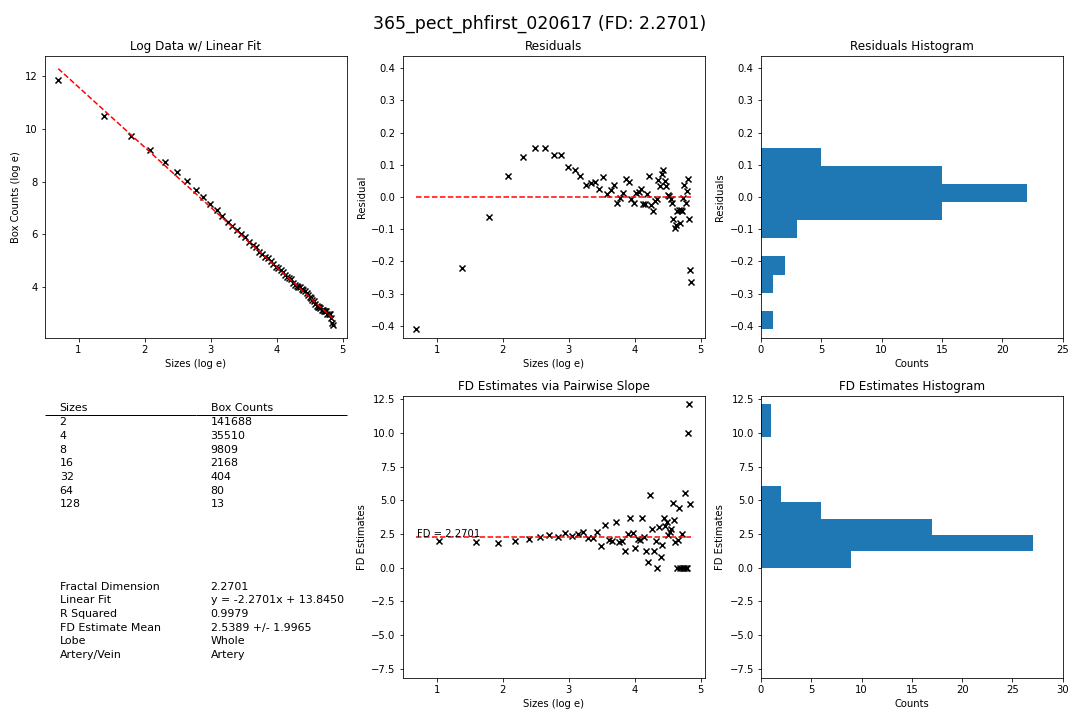 365_pect_phfirst_020617 (FD: 2.2701)
Log Data w/ Linear Fit
12
10
8
6
4
Box Counts (log e)
1 2 3 4 5
Sizes (log e)
Residuals
0.4
0.3
0.2
0.1
0.0
−0.1
−0.2
−0.3
−0.4
Residual
1 2 3 4 5
Sizes (log e)
Residuals Histogram
0.4
0.3
0.2
0.1
0.0
−0.1
−0.2
−0.3
−0.4
Residuals
0 5 10 15 20 25
Counts
Sizes Box Counts
2 141688
4 35510
8 9809
16 2168
32 404
64 80
128 13
Fractal Dimension 2.2701
Linear Fit y = -2.2701x + 13.8450
R Squared 0.9979
FD Estimate Mean 2.5389 +/- 1.9965
Lobe Whole
Artery/Vein Artery
FD Estimates via Pairwise Slope
12.5
10.0
7.5
5.0
2.5
0.0
−2.5
−5.0
−7.5
FD Estimates
FD = 2.2701
1 2 3 4 5
Sizes (log e)
FD Estimates Histogram
12.5
10.0
7.5
5.0
2.5
0.0
−2.5
−5.0
−7.5
FD Estimates
0 5 10 15 20 25 30
Counts